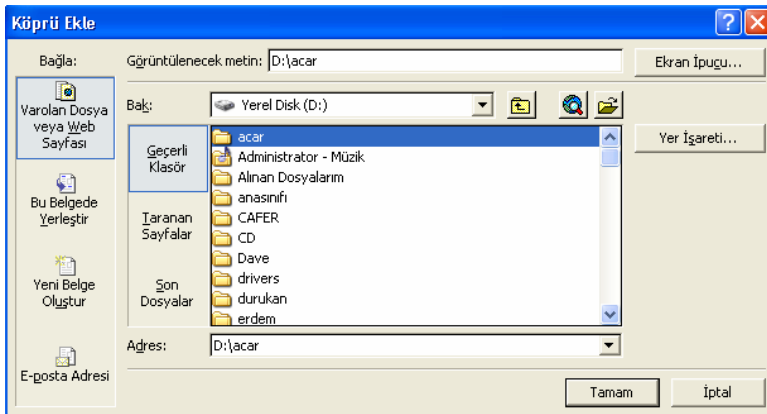 Köprü Ekle
Bağla:
Görüntülenecek metin: D:\acar
Ekran İpucu...
Varolan Dosya
veya Web
Sayfası
Bak:
Yerel Disk (D:)
Yer İşareti...
Bu Belgede
Yerleştir
Yeni Belge
Oluştur
E-posta Adresi
Geçerli
Klasör
Taranan
Sayfalar
Son
Dosyalar
acar
Administrator - Müzik
Alınan Dosyalarım
anasınıfı
CAFER
CD
Dave
drivers
durukan
erdem
Adres: D:\acar
Tamam
İptal